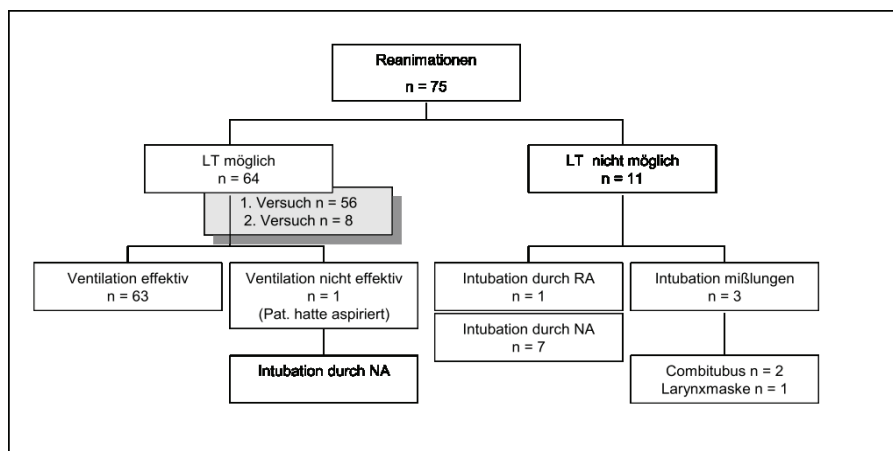 Reanimationen
n = 75
LT möglich
n = 64
LT nicht möglich
n = 11
1. Versuch n = 56
2. Versuch n = 8
Ventilation effektiv
n = 63
Ventilation nicht effektiv
n = 1
(Pat. hatte aspiriert)
Intubation durch RA
n = 1
Intubation mißlungen
n = 3
Intubation durch NA
n = 7
Intubation durch NA
Combitubus n = 2
Larynxmaske n = 1